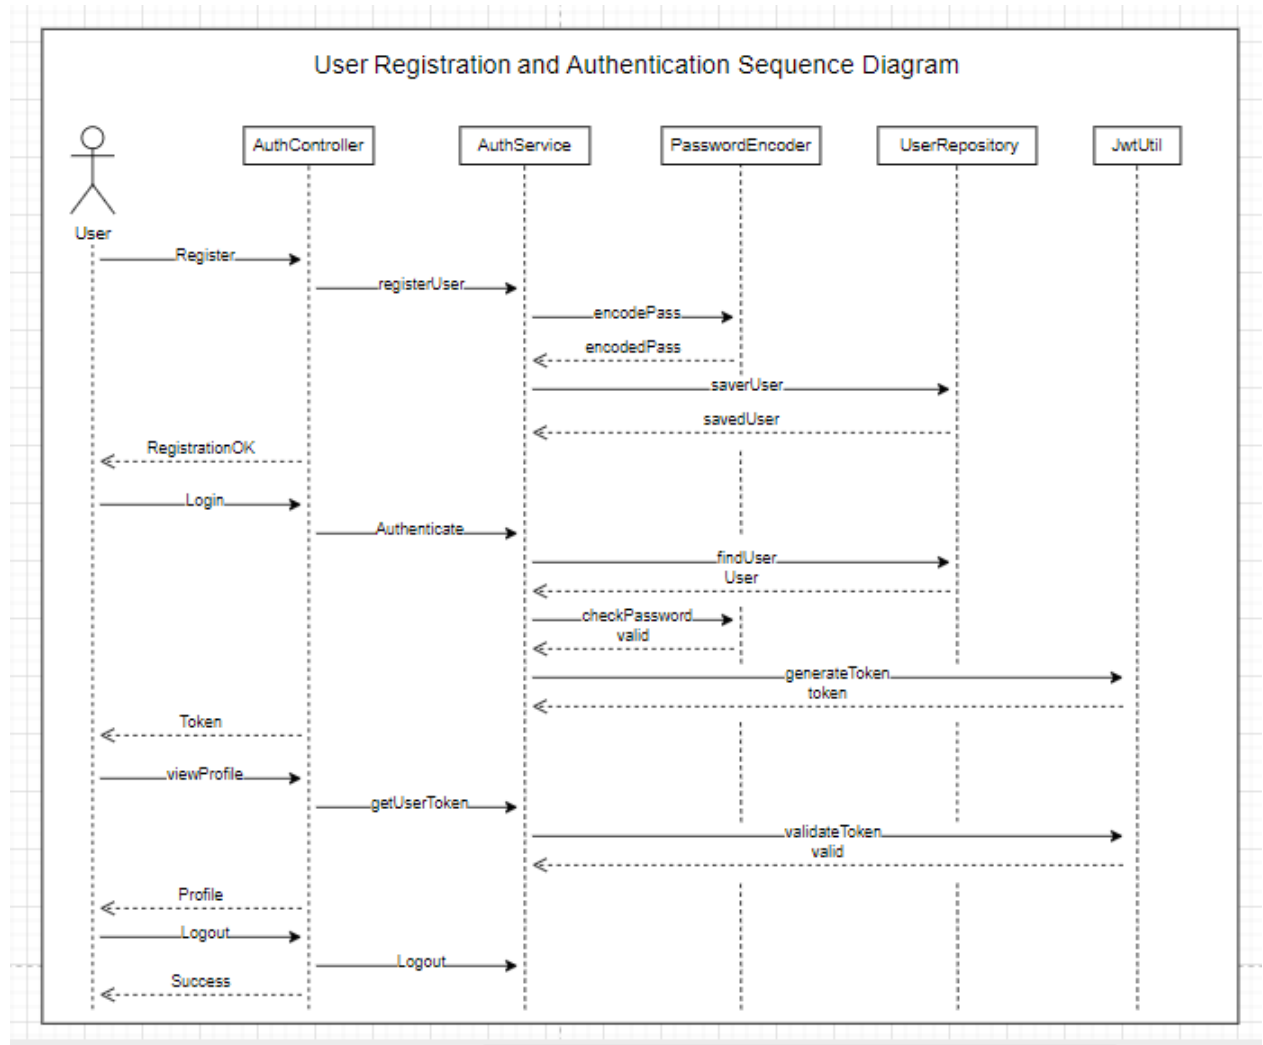 User Registration and Authentication Sequence Diagram
AuthController
AuthService
PasswordEncoder
UserRepository
JwtUtil
User
Register
registerUser
encodePass
encodedPass
saverUser
savedUser
RegistrationOK
Login
Authenticate
findUser
User
checkPassword
valid
generateToken
token
Token
viewProfile
getUserToken
validateToken
valid
Profile
Logout
Logout
Success